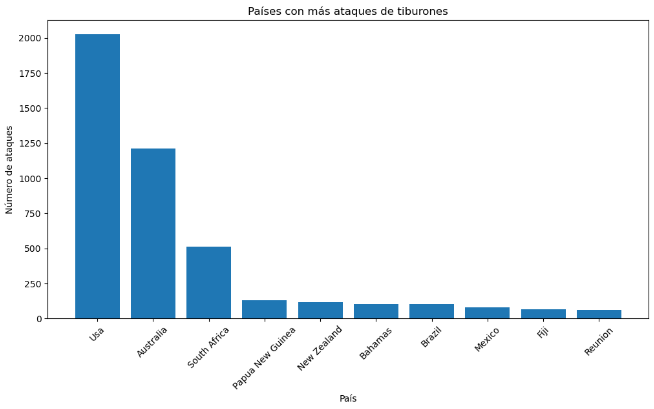 Países con más ataques de tiburones
Número de ataques
2000
1750
1500
1250
1000
750
500
250
0
Usa
Australia
South Africa
Papua New Guinea
New Zealand
Bahamas
Brazil
Mexico
Fiji
Reunion
País